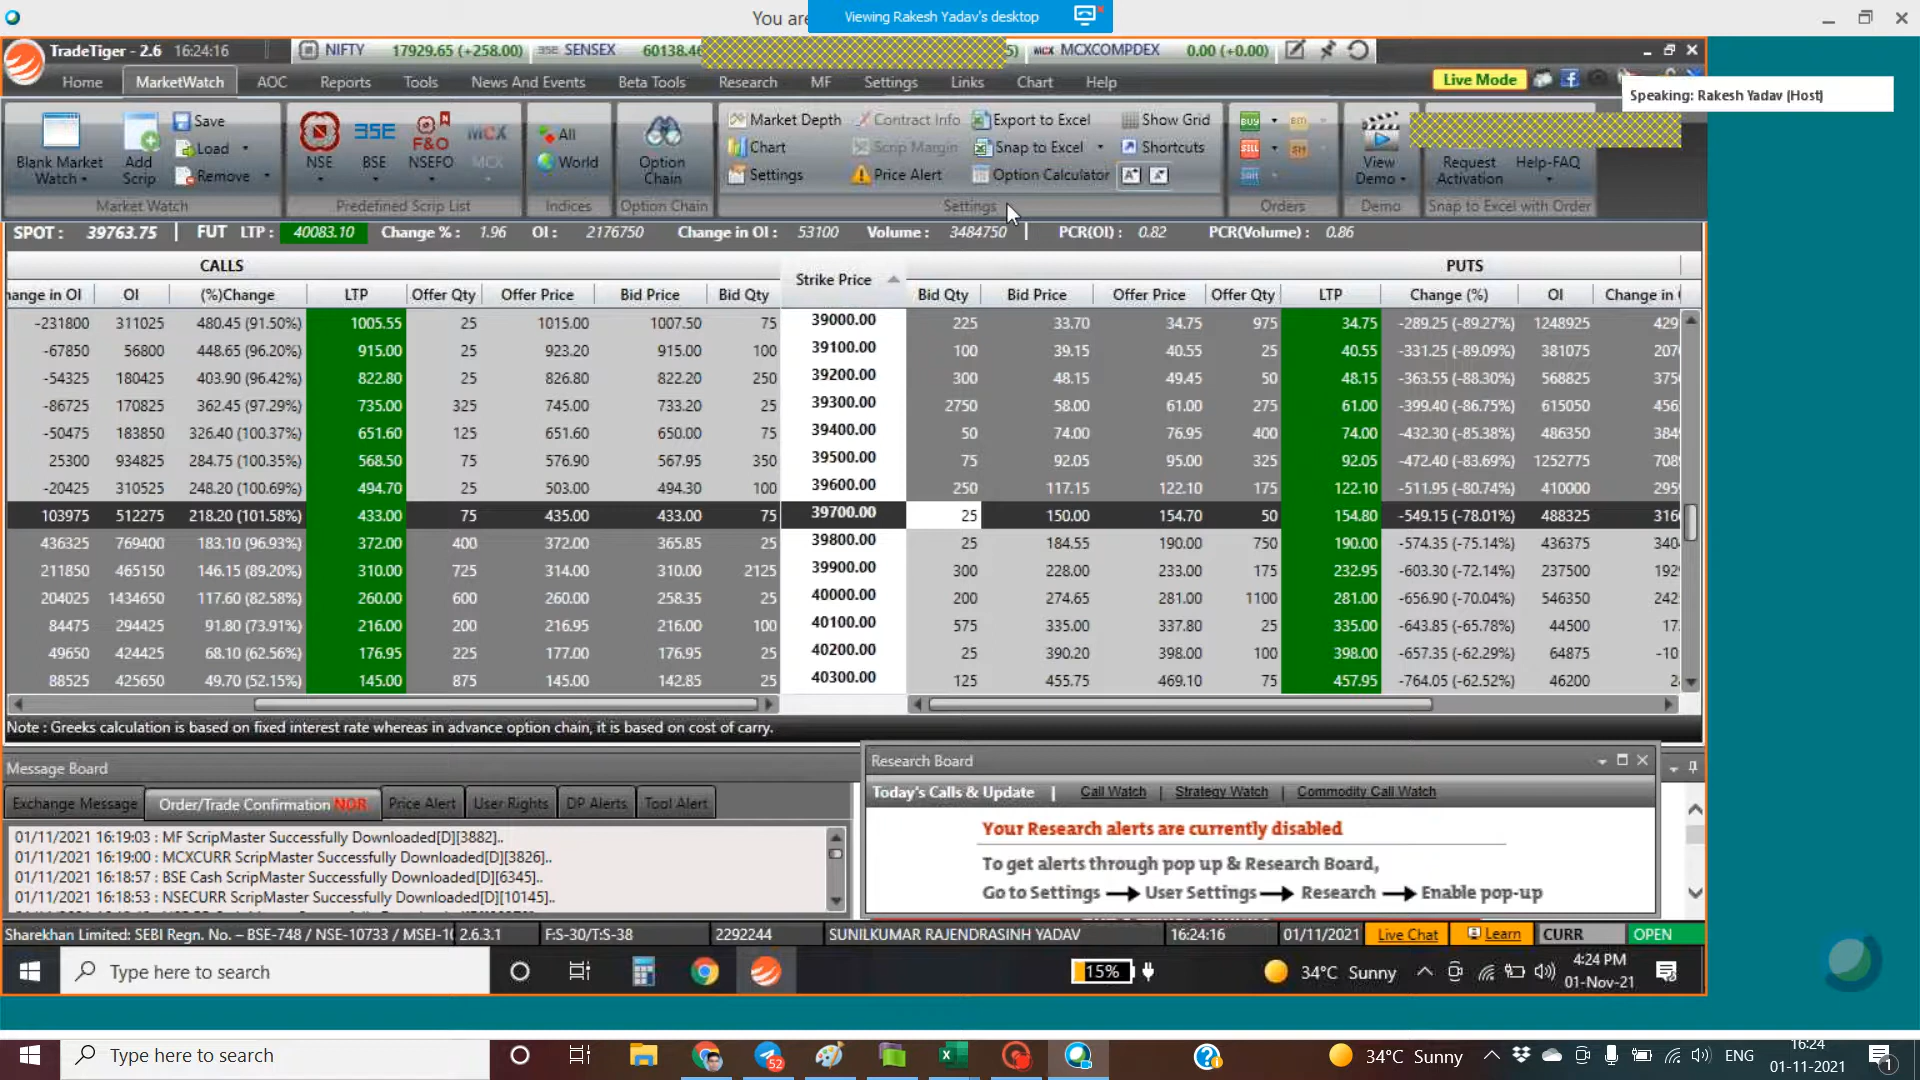 You are
Viewing Rakesh Yadav's desktop
TradeTiger - 2.6 16:24:16 NIFTY 17929.65 (+258.00) BSE SENSEX 60138.46 5) MCX MCXCOMPDEX 0.00 (+0.00)
Home MarketWatch AOC Reports Tools News And Events Beta Tools Research MF Settings Links Chart Help Live Mode
Speaking: Rakesh Yadav (Host)
Blank Market Watch Add Scrip Save Load Remove
Market Watch
NSE BSE NSEFO MCX
Predefined Scrip List
All World
Indices
Option Chain
Option Chain
Market Depth Contract Info Export to Excel Show Grid
Chart Scrip Margin Snap to Excel Shortcuts
Settings Price Alert Option Calculator
Settings
BUY SELL
Orders
View Demo
Demo
Request Activation Help-FAQ
Snap to Excel with Order
SPOT : 39763.75 | FUT LTP : 40083.10 Change % : 1.96 OI : 2176750 Change in OI : 53100 Volume : 3484750 | PCR(OI) : 0.82 PCR(Volume) : 0.86
CALLS Strike Price PUTS
hange in OI OI (%)Change LTP Offer Qty Offer Price Bid Price Bid Qty Bid Qty Bid Price Offer Price Offer Qty LTP Change (%) OI Change in
-231800 311025 480.45 (91.50%) 1005.55 25 1015.00 1007.50 75 39000.00 225 33.70 34.75 975 34.75 -289.25 (-89.27%) 1248925 429
-67850 56800 448.65 (96.20%) 915.00 25 923.20 915.00 100 39100.00 100 39.15 40.55 25 40.55 -331.25 (-89.09%) 381075 207
-54325 180425 403.90 (96.42%) 822.80 25 826.80 822.20 250 39200.00 300 48.15 49.45 50 48.15 -363.55 (-88.30%) 568825 375
-86725 170825 362.45 (97.29%) 735.00 325 745.00 733.20 25 39300.00 2750 58.00 61.00 275 61.00 -399.40 (-86.75%) 615050 456
-50475 183850 326.40 (100.37%) 651.60 125 651.60 650.00 75 39400.00 50 74.00 76.95 400 74.00 -432.30 (-85.38%) 486350 384
25300 934825 284.75 (100.35%) 568.50 75 576.90 567.95 350 39500.00 75 92.05 95.00 325 92.05 -472.40 (-83.69%) 1252775 708
-20425 310525 248.20 (100.69%) 494.70 25 503.00 494.30 100 39600.00 250 117.15 122.10 175 122.10 -511.95 (-80.74%) 410000 295
103975 512275 218.20 (101.58%) 433.00 75 435.00 433.00 75 39700.00 25 150.00 154.70 50 154.80 -549.15 (-78.01%) 488325 316
436325 769400 183.10 (96.93%) 372.00 400 372.00 365.85 25 39800.00 25 184.55 190.00 750 190.00 -574.35 (-75.14%) 436375 340
211850 465150 146.15 (89.20%) 310.00 725 314.00 310.00 2125 39900.00 300 228.00 233.00 175 232.95 -603.30 (-72.14%) 237500 192
204025 1434650 117.60 (82.58%) 260.00 600 260.00 258.35 25 40000.00 200 274.65 281.00 1100 281.00 -656.90 (-70.04%) 546350 242
84475 294425 91.80 (73.91%) 216.00 200 216.95 216.00 100 40100.00 575 335.00 337.80 25 335.00 -643.85 (-65.78%) 44500 17
49650 424425 68.10 (62.56%) 176.95 225 177.00 176.95 25 40200.00 25 390.20 398.00 100 398.00 -657.35 (-62.29%) 64875 -10
88525 425650 49.70 (52.15%) 145.00 875 145.00 142.85 25 40300.00 125 455.75 469.10 75 457.95 -764.05 (-62.52%) 46200 2
Note : Greeks calculation is based on fixed interest rate whereas in advance option chain, it is based on cost of carry.
Message Board
Exchange Message Order/Trade Confirmation NOR Price Alert User Rights DP Alerts Tool Alert
01/11/2021 16:19:03 : MF ScripMaster Successfully Downloaded[D][3882]..
01/11/2021 16:19:00 : MCXCURR ScripMaster Successfully Downloaded[D][3826]..
01/11/2021 16:18:57 : BSE Cash ScripMaster Successfully Downloaded[D][6345]..
01/11/2021 16:18:53 : NSECURR ScripMaster Successfully Downloaded[D][10145]..
Research Board
Today's Calls & Update | Call Watch | Strategy Watch | Commodity Call Watch
Your Research alerts are currently disabled
To get alerts through pop up & Research Board,
Go to Settings → User Settings → Research → Enable pop-up
Sharekhan Limited: SEBI Regn. No. – BSE-748 / NSE-10733 / MSEI-1( 2.6.3.1 F:S-30/T:S-38 2292244 SUNILKUMAR RAJENDRASINH YADAV 16:24:16 01/11/2021 Live Chat Learn CURR OPEN
Type here to search 15% 34°C Sunny 4:24 PM
01-Nov-21
Type here to search 52 34°C Sunny ENG 16:24
01-11-2021 1